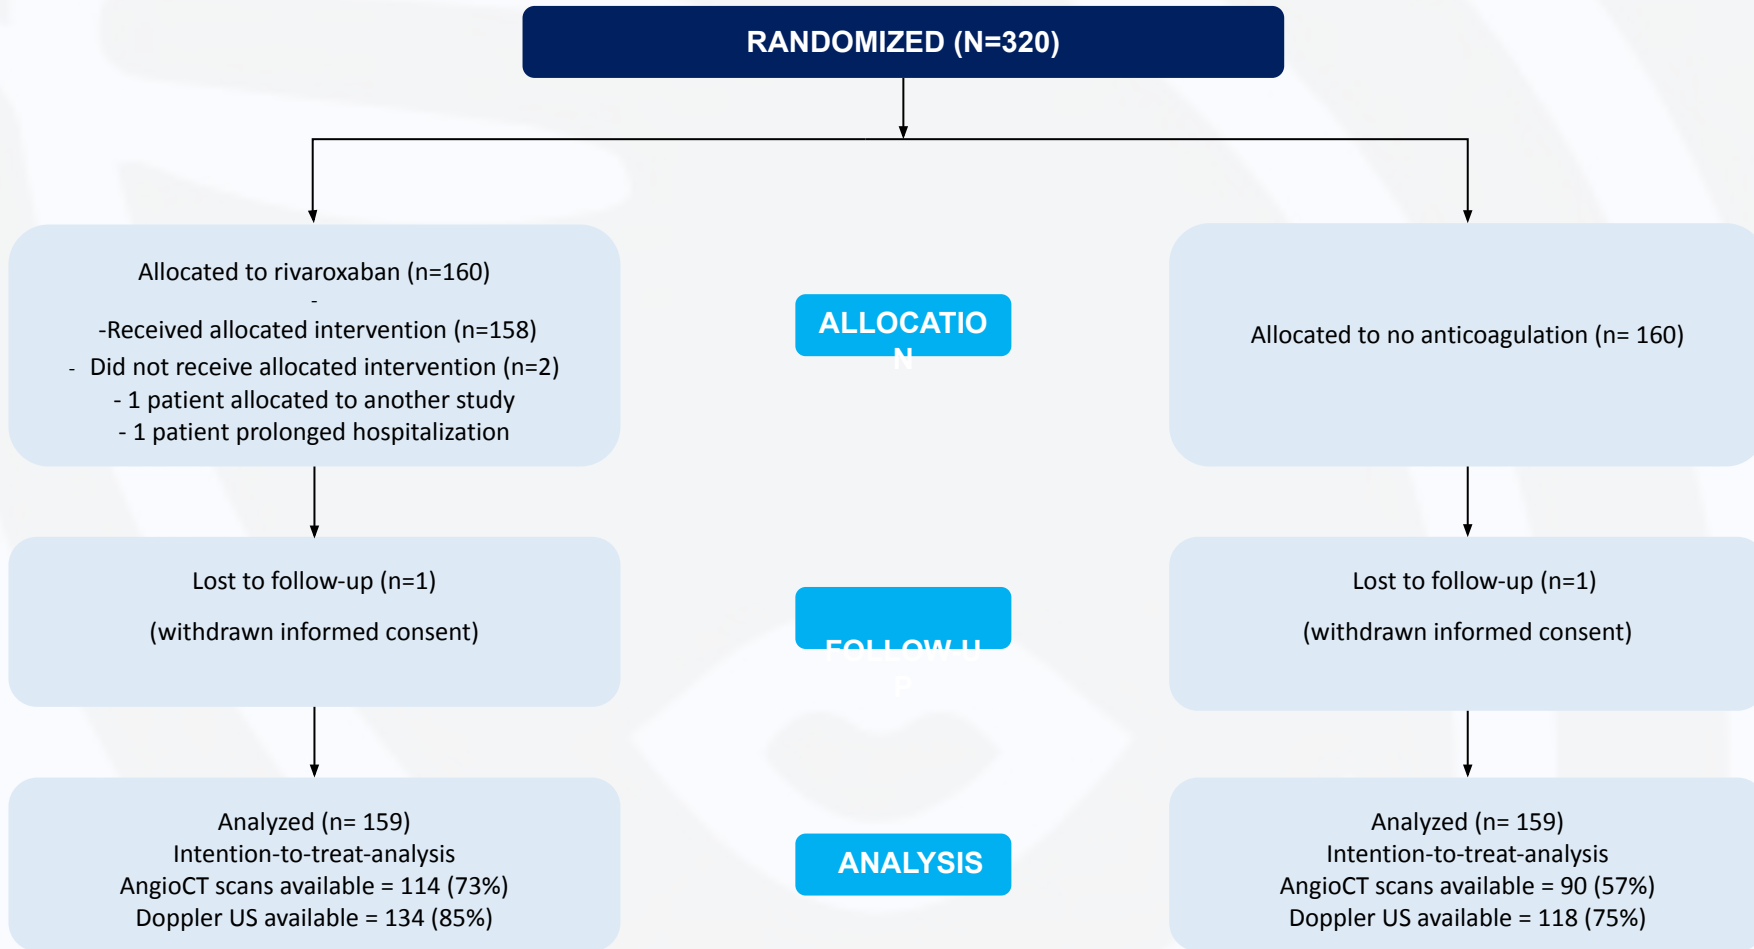 RANDOMIZED (N=320)
Allocated to rivaroxaban (n=160)
-
-Received allocated intervention (n=158)
- Did not receive allocated intervention (n=2)
- 1 patient allocated to another study
- 1 patient prolonged hospitalization
ALLOCATIO
N
Allocated to no anticoagulation (n= 160)
Lost to follow-up (n=1)
(withdrawn informed consent)
FOLLOW-U
P
Lost to follow-up (n=1)
(withdrawn informed consent)
Analyzed (n= 159)
Intention-to-treat-analysis
AngioCT scans available = 114 (73%)
Doppler US available = 134 (85%)
ANALYSIS
Analyzed (n= 159)
Intention-to-treat-analysis
AngioCT scans available = 90 (57%)
Doppler US available = 118 (75%)